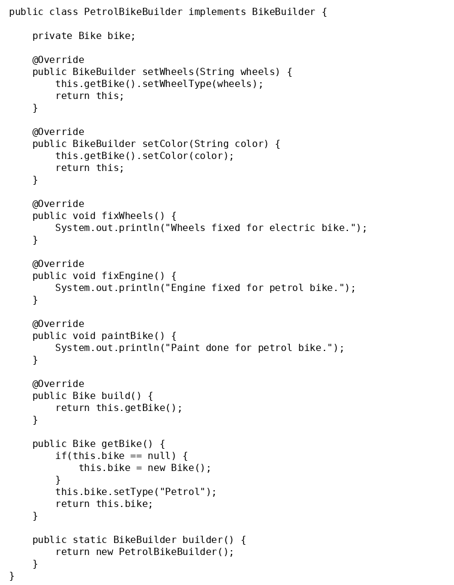 public class PetrolBikeBuilder implements BikeBuilder {

    private Bike bike;

    @Override
    public BikeBuilder setWheels(String wheels) {
        this.getBike().setWheelType(wheels);
        return this;
    }

    @Override
    public BikeBuilder setColor(String color) {
        this.getBike().setColor(color);
        return this;
    }

    @Override
    public void fixWheels() {
        System.out.println("Wheels fixed for electric bike.");
    }

    @Override
    public void fixEngine() {
        System.out.println("Engine fixed for petrol bike.");
    }

    @Override
    public void paintBike() {
        System.out.println("Paint done for petrol bike.");
    }

    @Override
    public Bike build() {
        return this.getBike();
    }

    public Bike getBike() {
        if(this.bike == null) {
            this.bike = new Bike();
        }
        this.bike.setType("Petrol");
        return this.bike;
    }

    public static BikeBuilder builder() {
        return new PetrolBikeBuilder();
    }
}